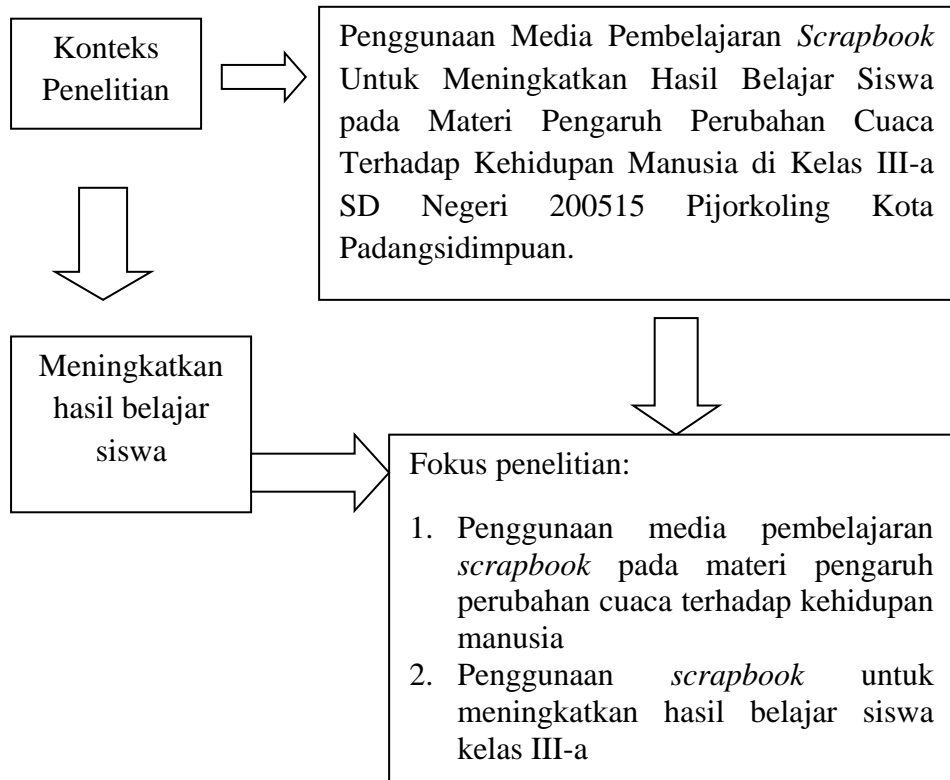 Konteks
Penelitian
Penggunaan Media Pembelajaran Scrapbook
Untuk Meningkatkan Hasil Belajar Siswa
pada Materi Pengaruh Perubahan Cuaca
Terhadap Kehidupan Manusia di Kelas III-a
SD Negeri 200515 Pijorkoling Kota
Padangsidimpuan.
Meningkatkan
hasil belajar
siswa
Fokus penelitian:
1. Penggunaan media pembelajaran
scrapbook pada materi pengaruh
perubahan cuaca terhadap kehidupan
manusia
2. Penggunaan scrapbook untuk
meningkatkan hasil belajar siswa
kelas III-a